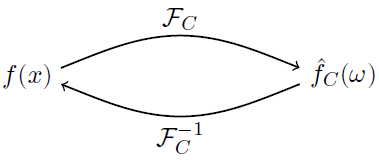 𝓕_C
f(x) f̂_C(ω)
𝓕_C^{-1}